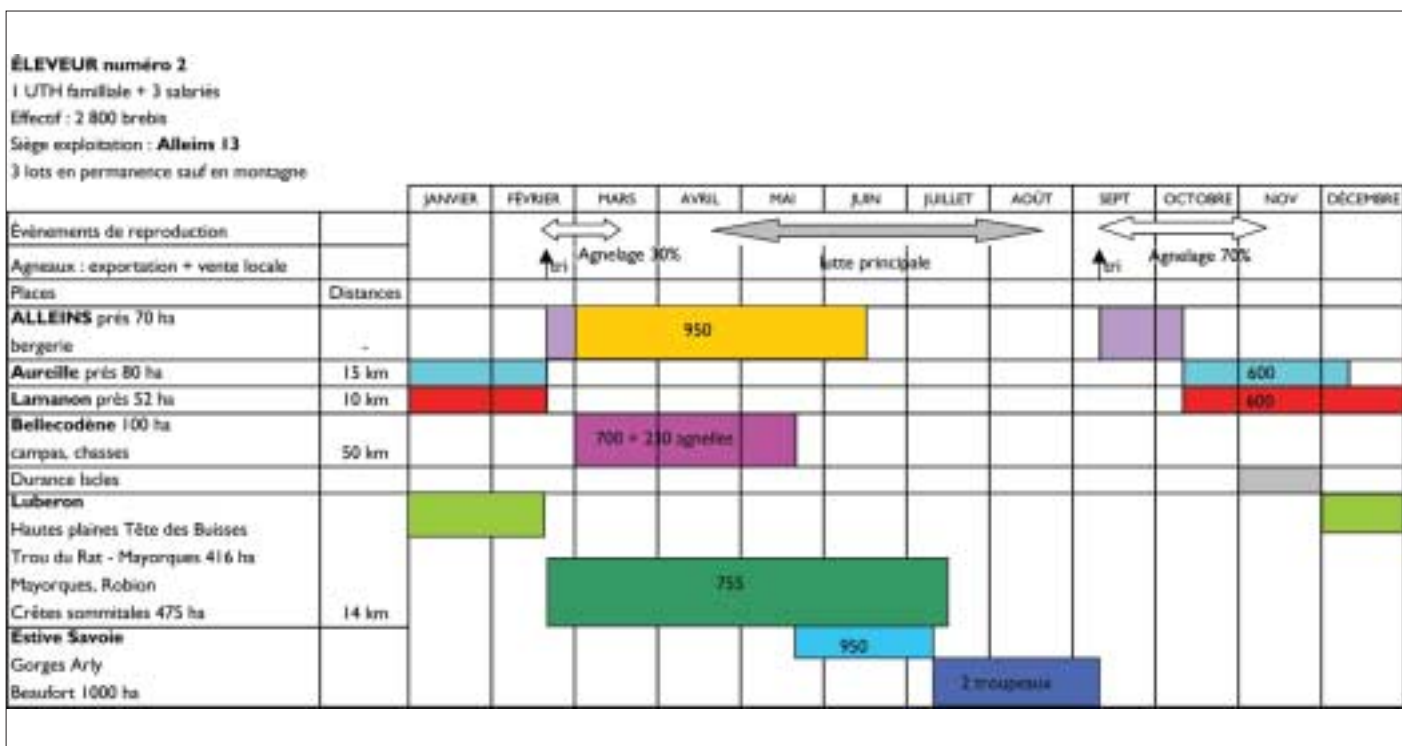 ÉLEVEUR numéro 2
1 UTH familliale + 3 salariés
Effectif : 2 800 brebis
Siège exploitation : Alleins 13
3 lots en permanence sauf en montagne
JANVIER FÉVRIER MARS AVRIL MAI JUIN JUILLET AOÛT SEPT OCTOBRE NOV DÉCEMBRE
Évènements de reproduction
Agneaux : exportation + vente locale tri Agnelage 30% lutte principale tri Agnelage 70%
Places Distances
ALLEINS prés 70 ha 950
bergerie -
Aureille prés 80 ha 15 km 600
Lamanon prés 52 ha 10 km 600
Bellecodène 100 ha 700 + 230 agnelles
campas, chasses 50 km
Durance Iscles
Luberon
Hautes plaines Tête des Buisses
Trou du Rat - Mayorques 416 ha
Mayorques, Robion 755
Crêtes sommitales 475 ha 14 km
Estive Savoie 950
Gorges Arly
Beaufort 1000 ha 2 troupeaux